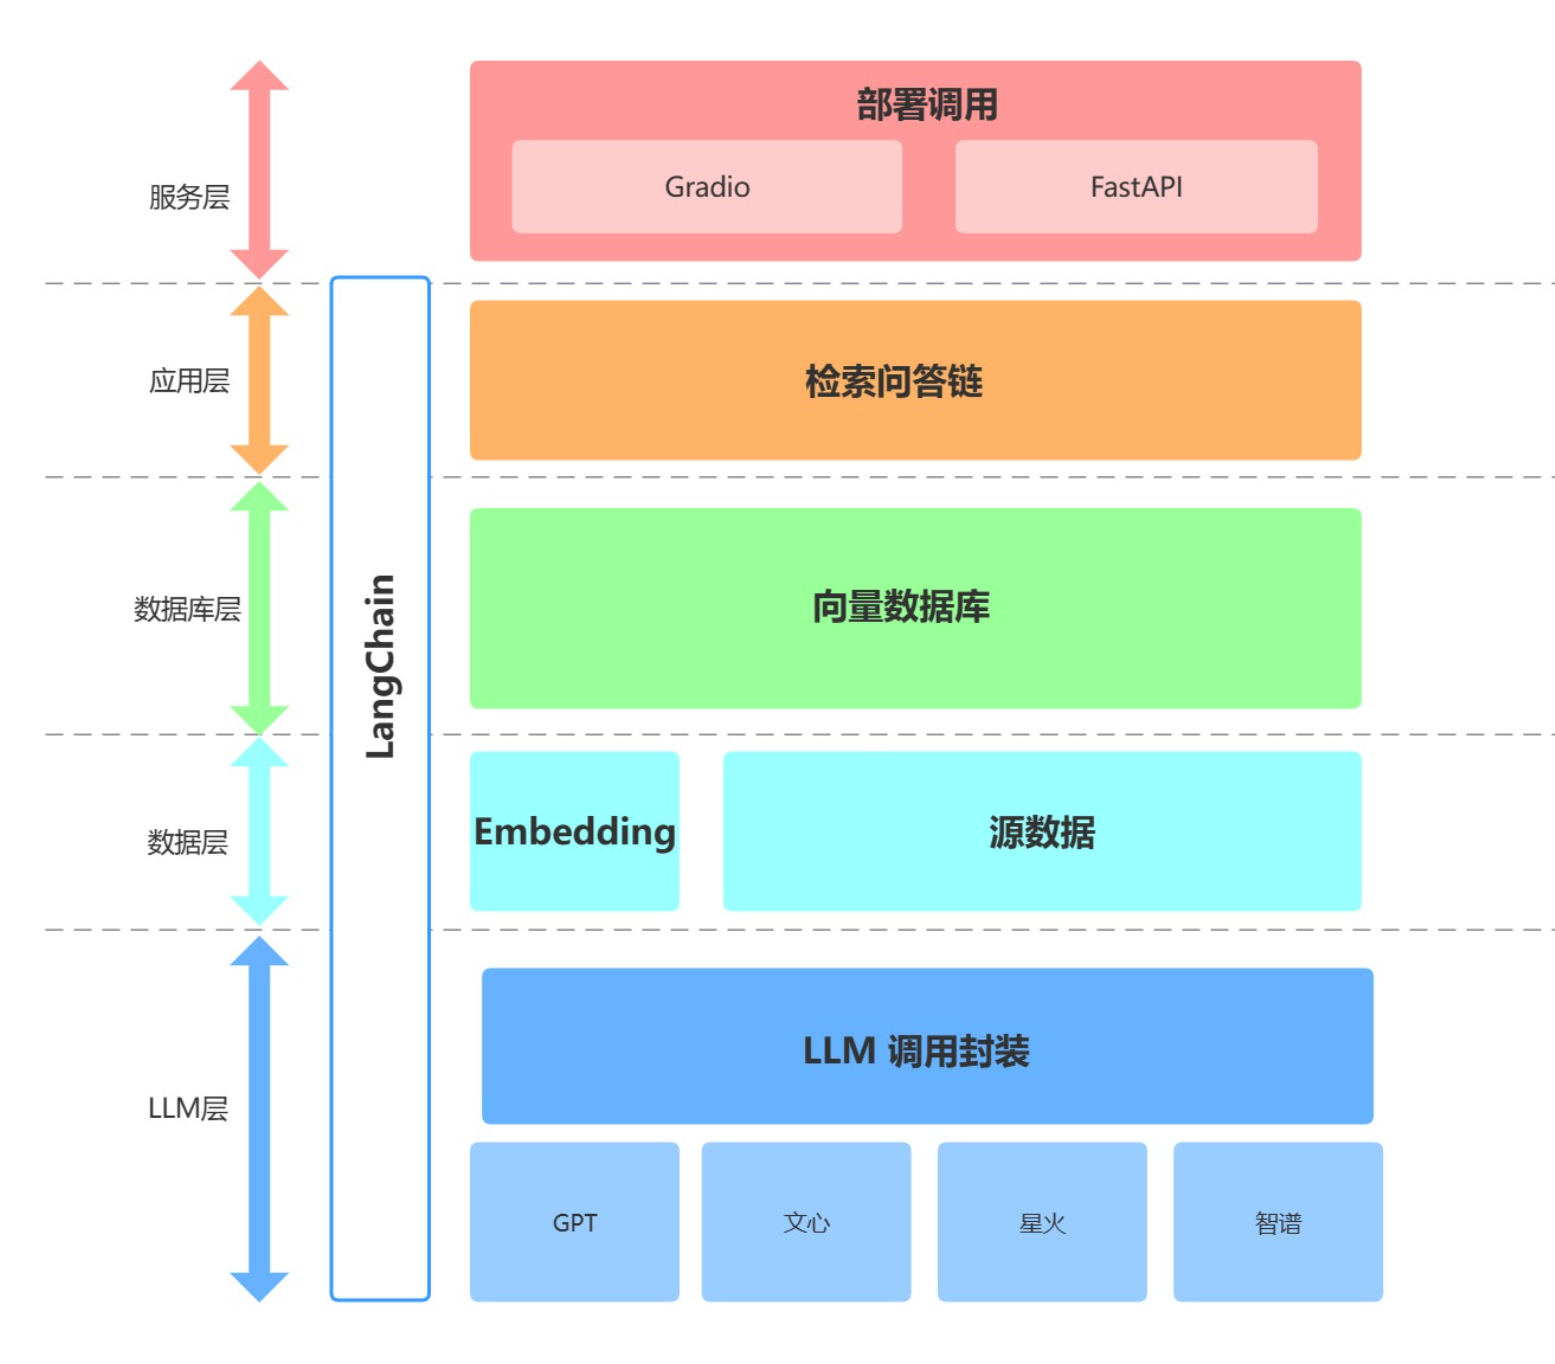 部署调用
Gradio
FastAPI
服务层
检索问答链
应用层
LangChain
向量数据库
数据库层
Embedding
源数据
数据层
LLM 调用封装
LLM层
GPT
文心
星火
智谱